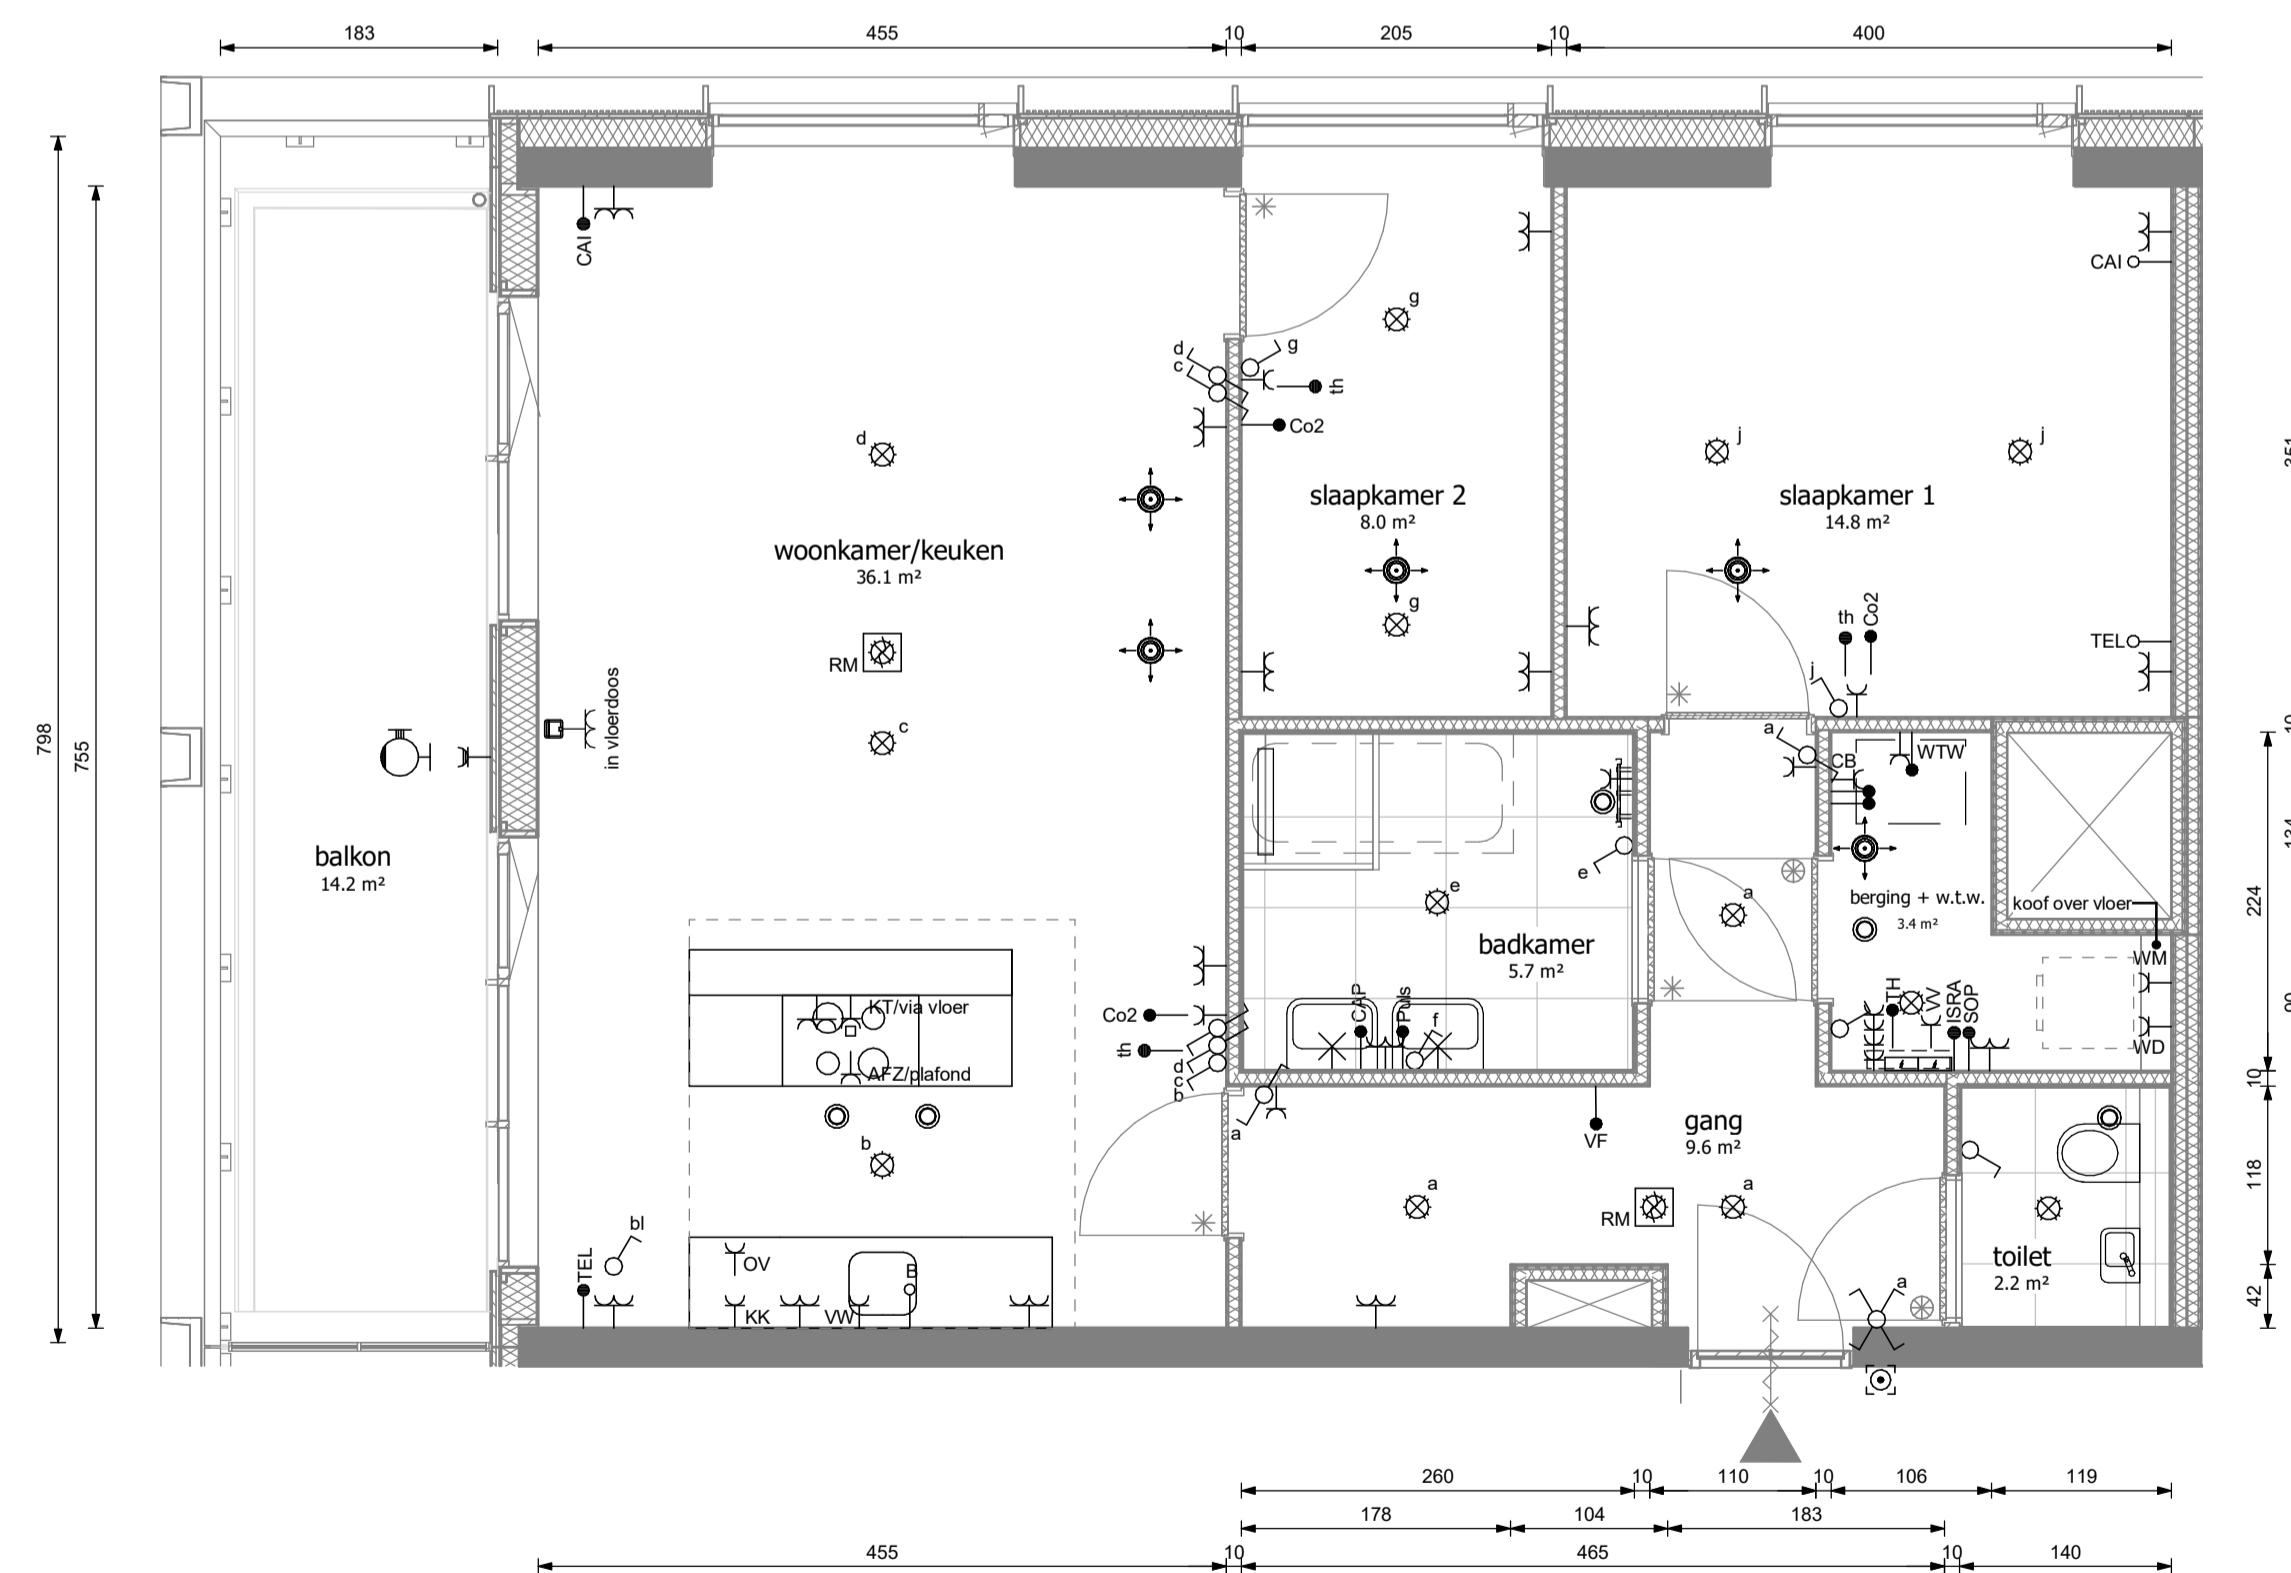 183
455
10
205
10
400
CAI
g
d
c
g
th
Co2
CAI
d
j
j
351
slaapkamer 2
8.0 m²
slaapkamer 1
14.8 m²
woonkamer/keuken
36.1 m²
g
th
Co2
RM
TEL
j
in vloerdoos
798
755
c
a
10
CB
WTW
134
balkon
14.2 m²
e
e
a
berging + w.t.w.
3.4 m²
koof over vloer
224
badkamer
5.7 m²
WM
KT/via vloer
CAP
Puls
TH
VV
ISRA
SOP
90
Co2
th
f
WD
AFZ/plafond
d
c
b
10
a
VF
gang
9.6 m²
b
118
a
RM
a
bl
TEL
OV
B
KK
VW
toilet
2.2 m²
a
42
260
10
110
10
106
119
178
104
183
455
10
465
10
140